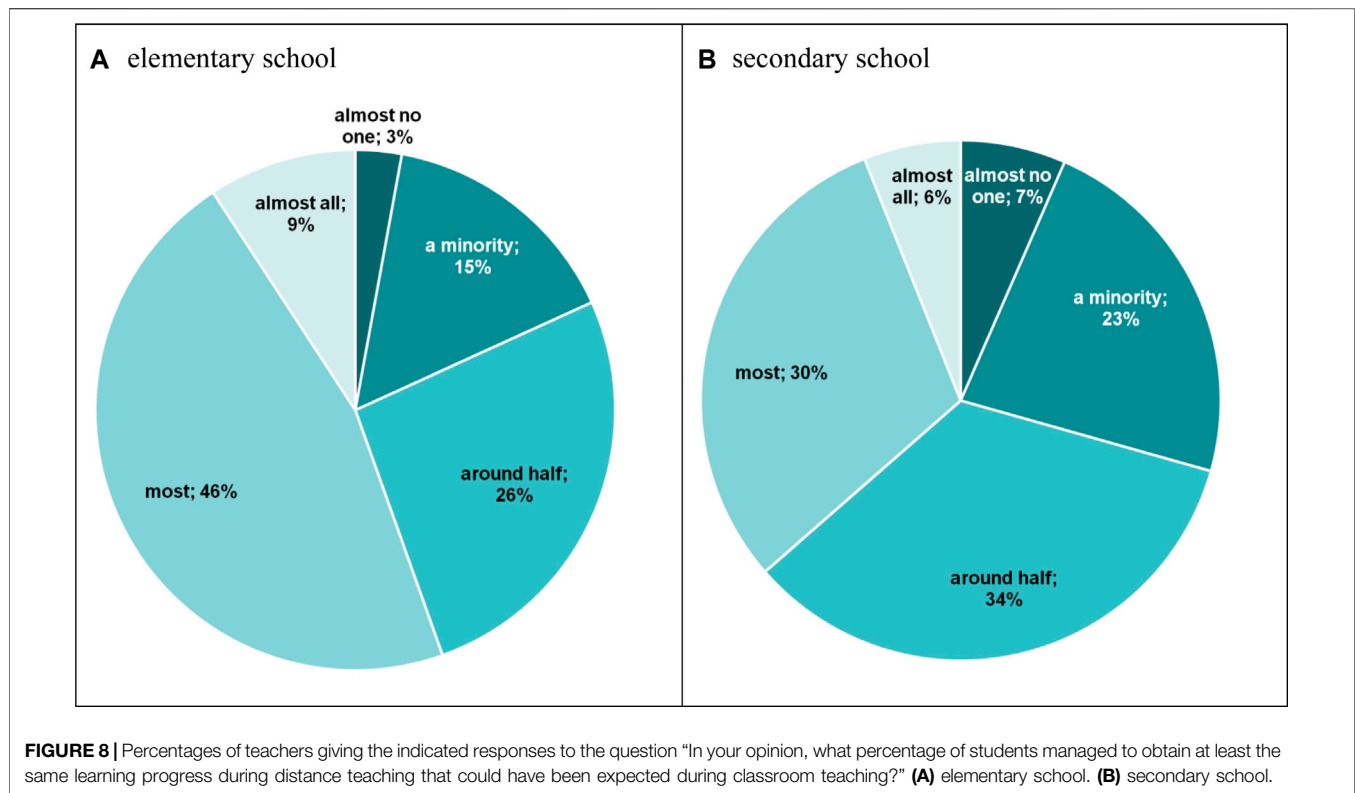 A elementary school
almost no
one; 3%
almost all;
9%
a minority;
15%
around half;
26%
most; 46%
B secondary school
almost
all; 6%
almost no
one; 7%
a minority;
23%
most; 30%
around half;
34%
FIGURE 8 | Percentages of teachers giving the indicated responses to the question “In your opinion, what percentage of students managed to obtain at least the
same learning progress during distance teaching that could have been expected during classroom teaching?” (A) elementary school. (B) secondary school.